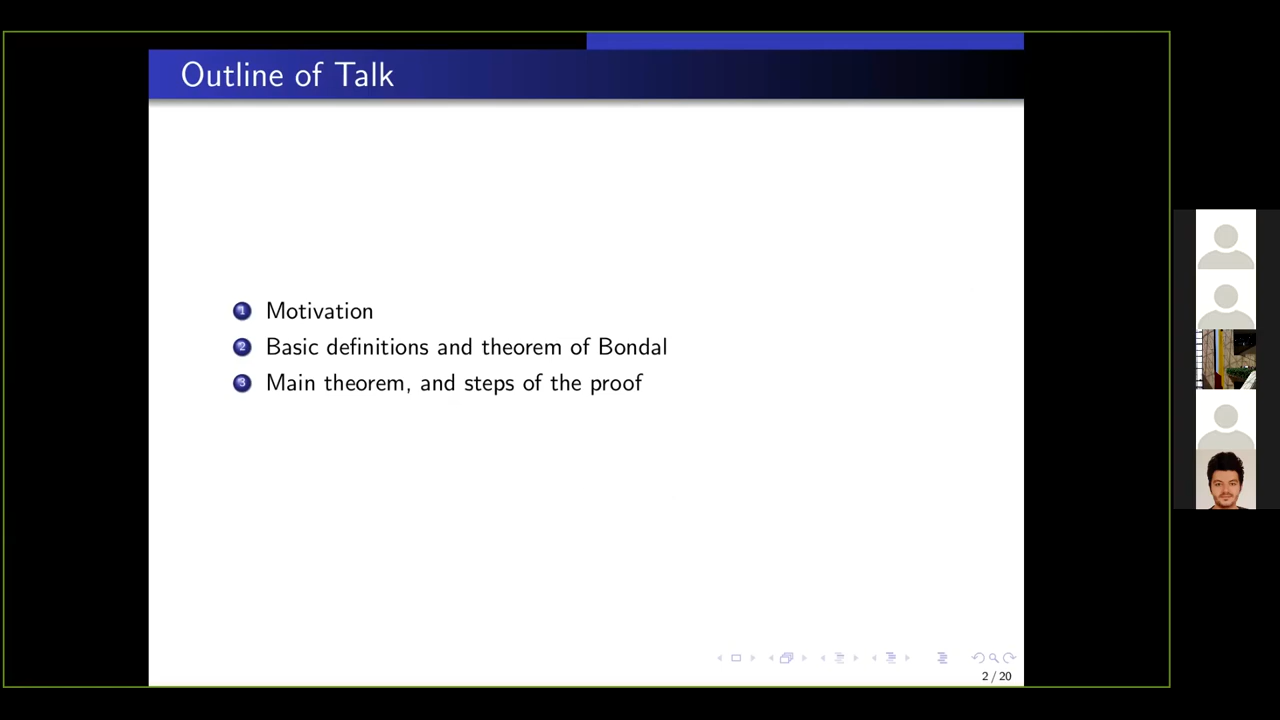 Outline of Talk
1 Motivation
2 Basic definitions and theorem of Bondal
3 Main theorem, and steps of the proof
2 / 20